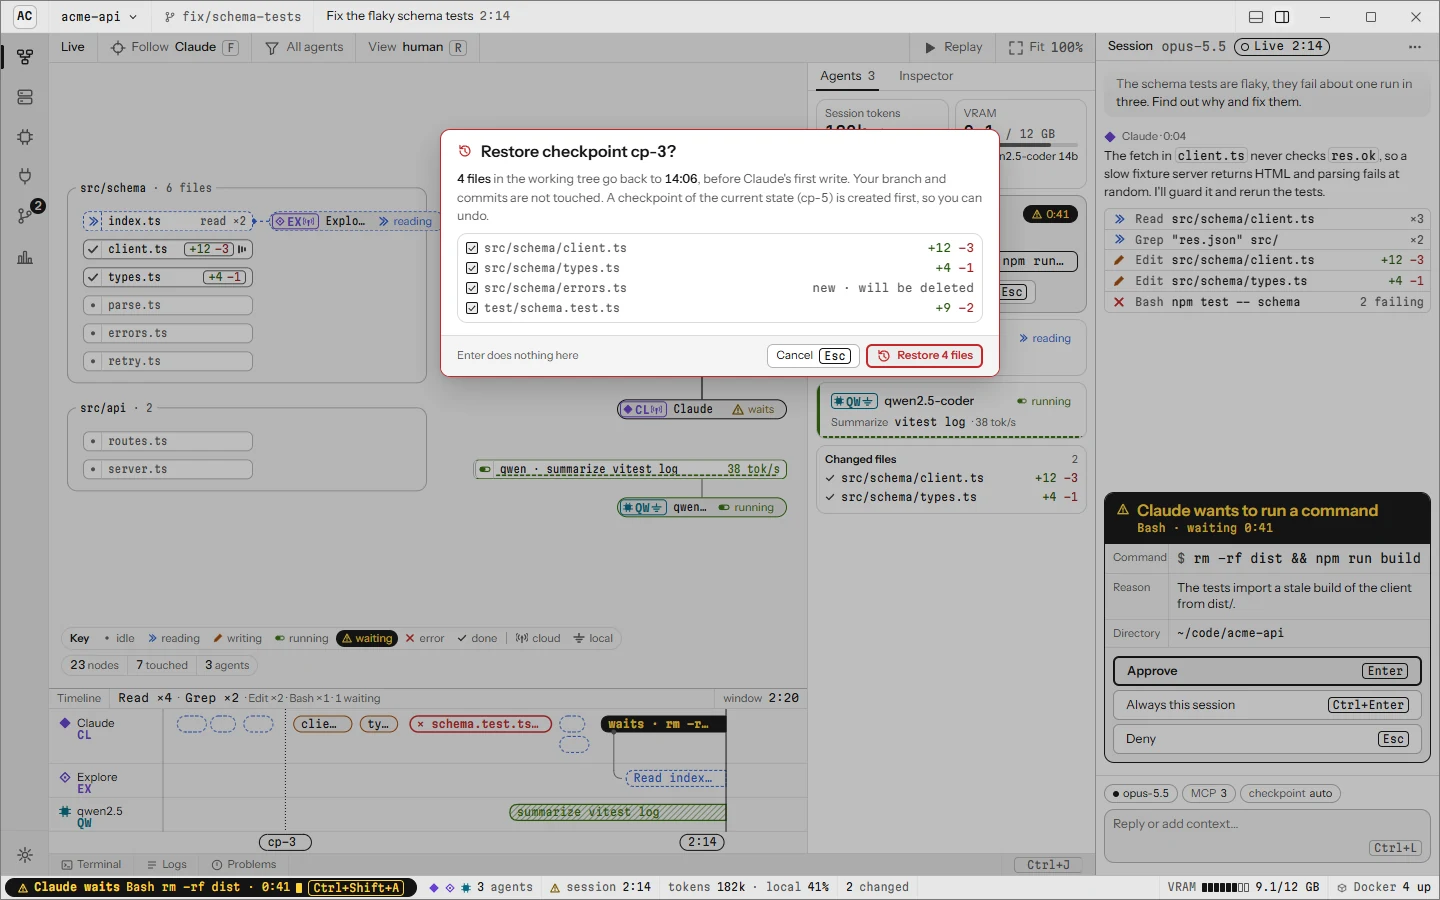 AC acme-api fix/schema-tests Fix the flaky schema tests 2:14
Live Follow Claude F All agents View human R Replay Fit 100%
Session opus-5.5 Live 2:14
Agents 3 Inspector
Session tokens VRAM
/ 12 GB
n2.5-coder 14b
0:41
npm run…
Esc
reading
Restore checkpoint cp-3?
4 files in the working tree go back to 14:06, before Claude's first write. Your branch and
commits are not touched. A checkpoint of the current state (cp-5) is created first, so you can
undo.
src/schema/client.ts +12 −3
src/schema/types.ts +4 −1
src/schema/errors.ts new · will be deleted
test/schema.test.ts +9 −2
Enter does nothing here Cancel Esc Restore 4 files
2
src/schema · 6 files
index.ts read ×2 EX Explo… reading
client.ts +12 −3
types.ts +4 −1
parse.ts
errors.ts
retry.ts
src/api · 2
routes.ts
server.ts
CL Claude waits
qwen · summarize vitest log 38 tok/s
QW qwen… running
QW qwen2.5-coder running
Summarize vitest log · 38 tok/s
Changed files 2
src/schema/client.ts +12 −3
src/schema/types.ts +4 −1
Key idle reading writing running waiting error done cloud local
23 nodes 7 touched 3 agents
Timeline Read ×4 · Grep ×2 · Edit ×2 · Bash ×1 · 1 waiting window 2:20
Claude
CL
clie… ty… × schema.test.ts… waits · rm −r…
Explore
EX
Read index…
qwen2.5
QW
summarize vitest log
cp-3 2:14
Terminal Logs Problems Ctrl+J
The schema tests are flaky, they fail about one run in
three. Find out why and fix them.
Claude · 0:04
The fetch in client.ts never checks res.ok, so a
slow fixture server returns HTML and parsing fails at
random. I'll guard it and rerun the tests.
Read src/schema/client.ts ×3
Grep "res.json" src/ ×2
Edit src/schema/client.ts +12 −3
Edit src/schema/types.ts +4 −1
Bash npm test -- schema 2 failing
Claude wants to run a command
Bash · waiting 0:41
Command $ rm -rf dist && npm run build
Reason The tests import a stale build of the client
from dist/.
Directory ~/code/acme-api
Approve Enter
Always this session Ctrl+Enter
Deny Esc
opus-5.5 MCP 3 checkpoint auto
Reply or add context…
Ctrl+L
Claude waits Bash rm -rf dist · 0:41 Ctrl+Shift+A 3 agents session 2:14 tokens 182k · local 41% 2 changed VRAM 9.1/12 GB Docker 4 up